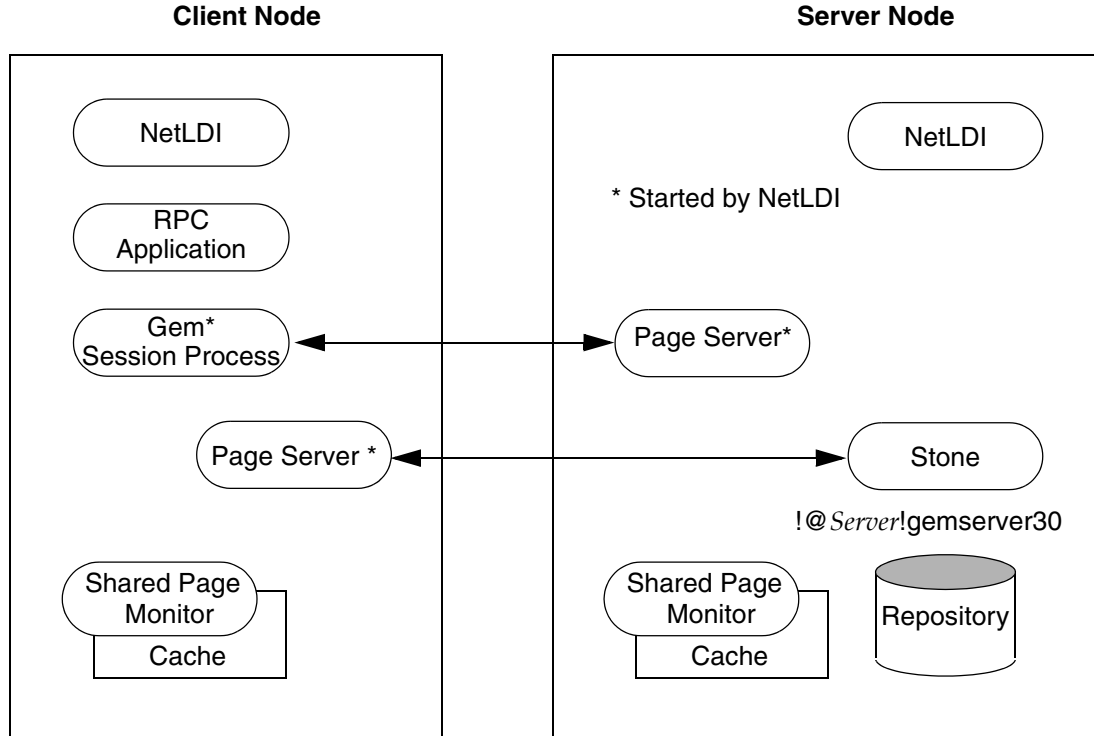 Client Node
Server Node
NetLDI
RPC
Application
Gem*
Session Process
Page Server *
Shared Page
Monitor
Cache
NetLDI
* Started by NetLDI
Page Server*
Stone
!@Server!gemserver30
Shared Page
Monitor
Cache
Repository